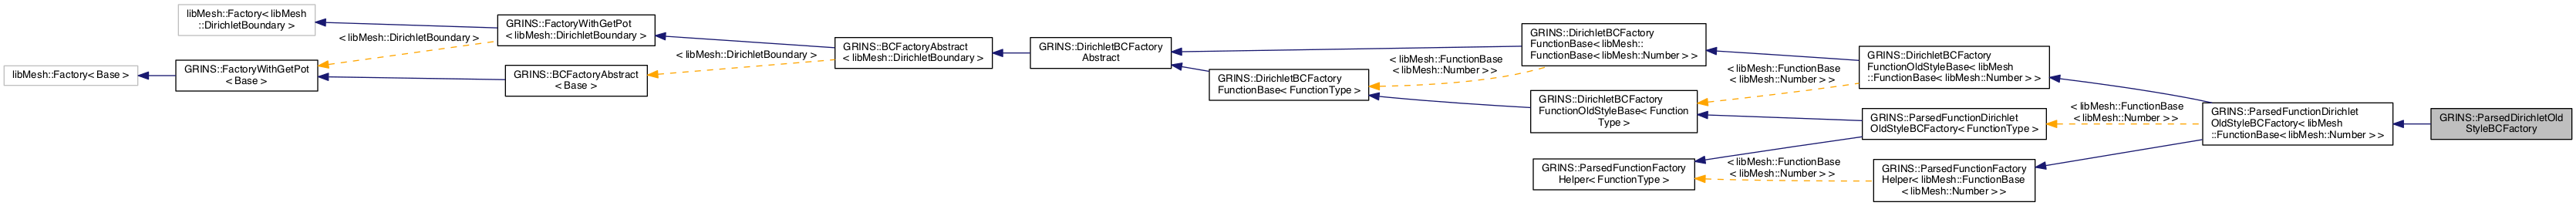 libMesh::Factory< libMesh
::DirichletBoundary >
libMesh::Factory< Base >
GRINS::FactoryWithGetPot
< libMesh::DirichletBoundary >
< libMesh::DirichletBoundary >
GRINS::FactoryWithGetPot
< Base >
GRINS::BCFactoryAbstract
< Base >
< libMesh::DirichletBoundary >
GRINS::BCFactoryAbstract
< libMesh::DirichletBoundary >
GRINS::DirichletBCFactory
Abstract
GRINS::DirichletBCFactory
FunctionBase< FunctionType >
< libMesh::FunctionBase
< libMesh::Number > >
GRINS::DirichletBCFactory
FunctionBase< libMesh::
FunctionBase< libMesh::Number > >
GRINS::DirichletBCFactory
FunctionOldStyleBase< Function
Type >
GRINS::ParsedFunctionFactory
Helper< FunctionType >
< libMesh::FunctionBase
< libMesh::Number > >
< libMesh::FunctionBase
< libMesh::Number > >
GRINS::DirichletBCFactory
FunctionOldStyleBase< libMesh
::FunctionBase< libMesh::Number > >
GRINS::ParsedFunctionDirichlet
OldStyleBCFactory< FunctionType >
GRINS::ParsedFunctionFactory
Helper< libMesh::FunctionBase
< libMesh::Number > >
< libMesh::FunctionBase
< libMesh::Number > >
GRINS::ParsedFunctionDirichlet
OldStyleBCFactory< libMesh
::FunctionBase< libMesh::Number > >
GRINS::ParsedDirichletOld
StyleBCFactory